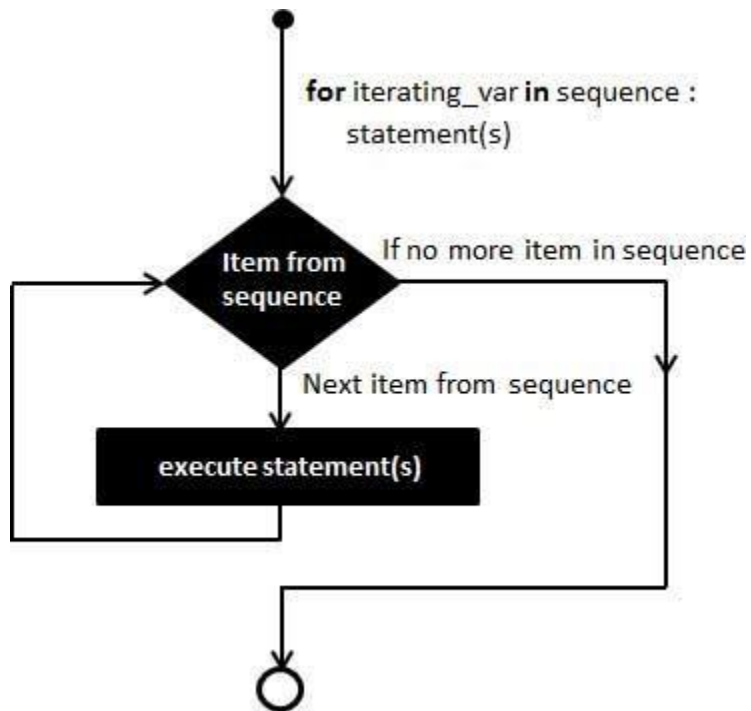 for iterating_var in sequence :
statement(s)
If no more item in sequence
Item from
sequence
Next item from sequence
execute statement(s)